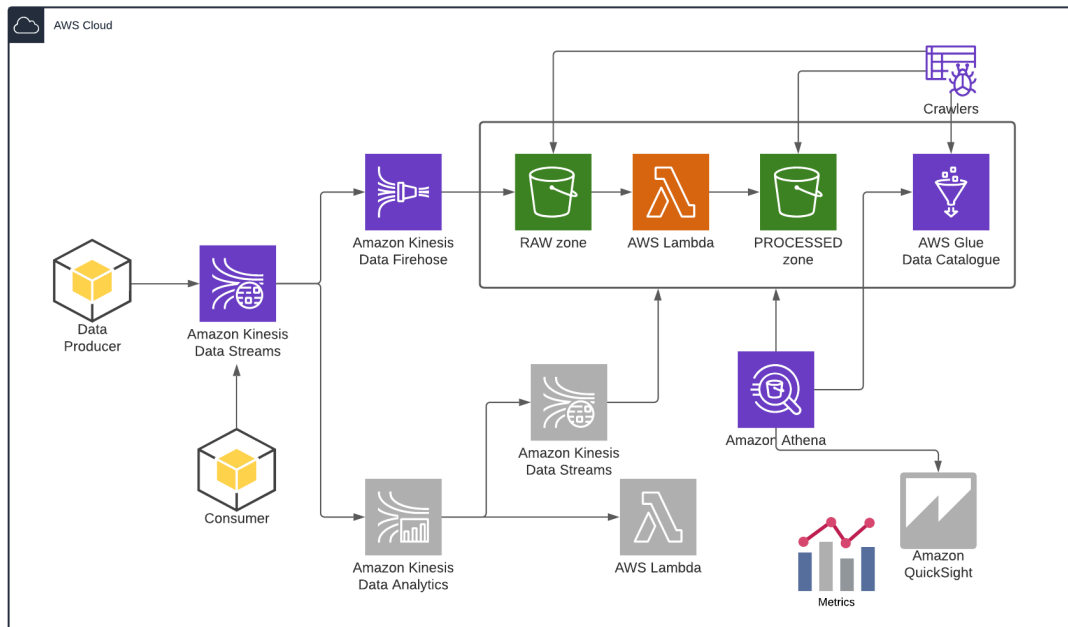 AWS Cloud
Crawlers
RAW zone
AWS Lambda
PROCESSED
zone
AWS Glue
Data Catalogue
Amazon Kinesis
Data Firehose
Data
Producer
Amazon Kinesis
Data Streams
Amazon Athena
Amazon Kinesis
Data Streams
Consumer
Amazon Kinesis
Data Analytics
AWS Lambda
Amazon
QuickSight
Metrics